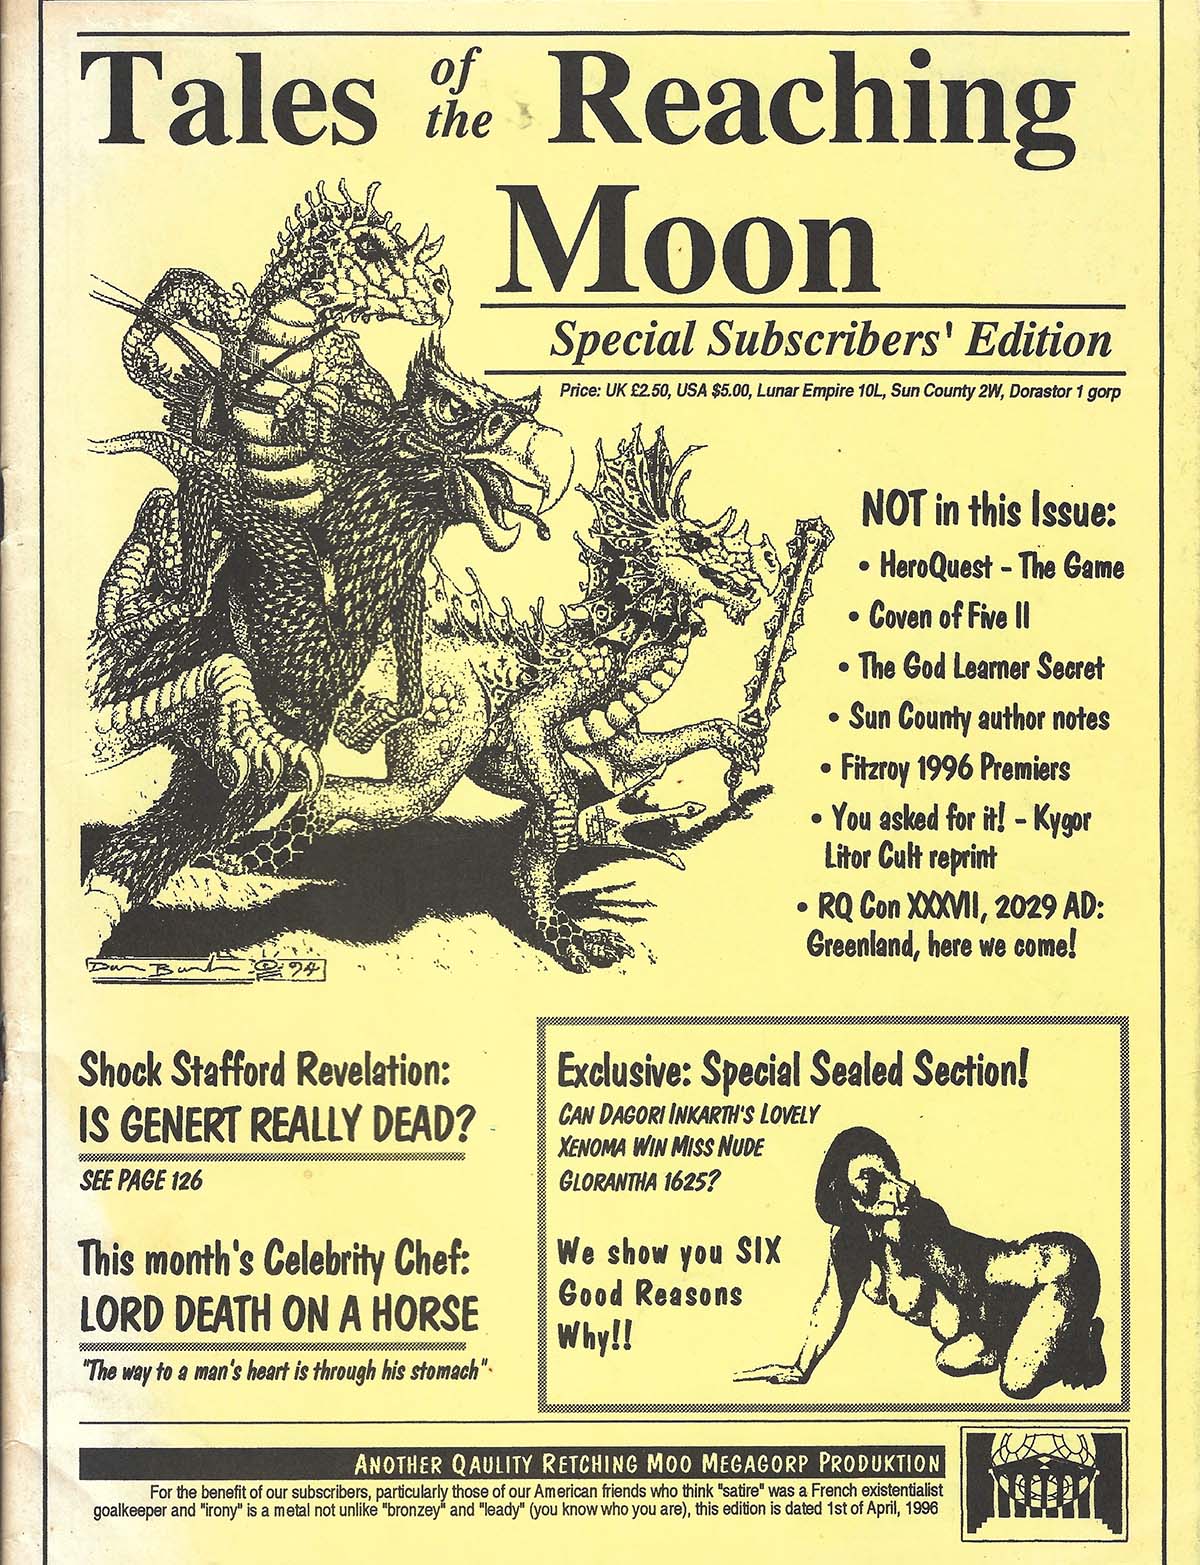 Tales of the Reaching
Moon
Special Subscribers' Edition
Price: UK £2.50, USA $5.00, Lunar Empire 10L, Sun County 2W, Dorastor 1 gorp
NOT in this Issue:
• HeroQuest - The Game
• Coven of Five II
• The God Learner Secret
• Sun County author notes
• Fitzroy 1996 Premiers
• You asked for it! - Kygor
Litor Cult reprint
• RQ Con XXXVII, 2029 AD:
Greenland, here we come!
94
Shock Stafford Revelation:
IS GENERT REALLY DEAD?
SEE PAGE 126
This month's Celebrity Chef:
LORD DEATH ON A HORSE
"The way to a man's heart is through his stomach"
Exclusive: Special Sealed Section!
CAN DAGORI INKARTH'S LOVELY
XENOMA WIN MISS NUDE
GLORANTHA 1625?
We show you SIX
Good Reasons
Why!!
ANOTHER QAULITY RETCHING MOO MEGAGORP PRODUKTION
For the benefit of our subscribers, particularly those of our American friends who think "satire" was a French existentialist
goalkeeper and "irony" is a metal not unlike "bronzey" and "leady" (you know who you are), this edition is dated 1st of April, 1996